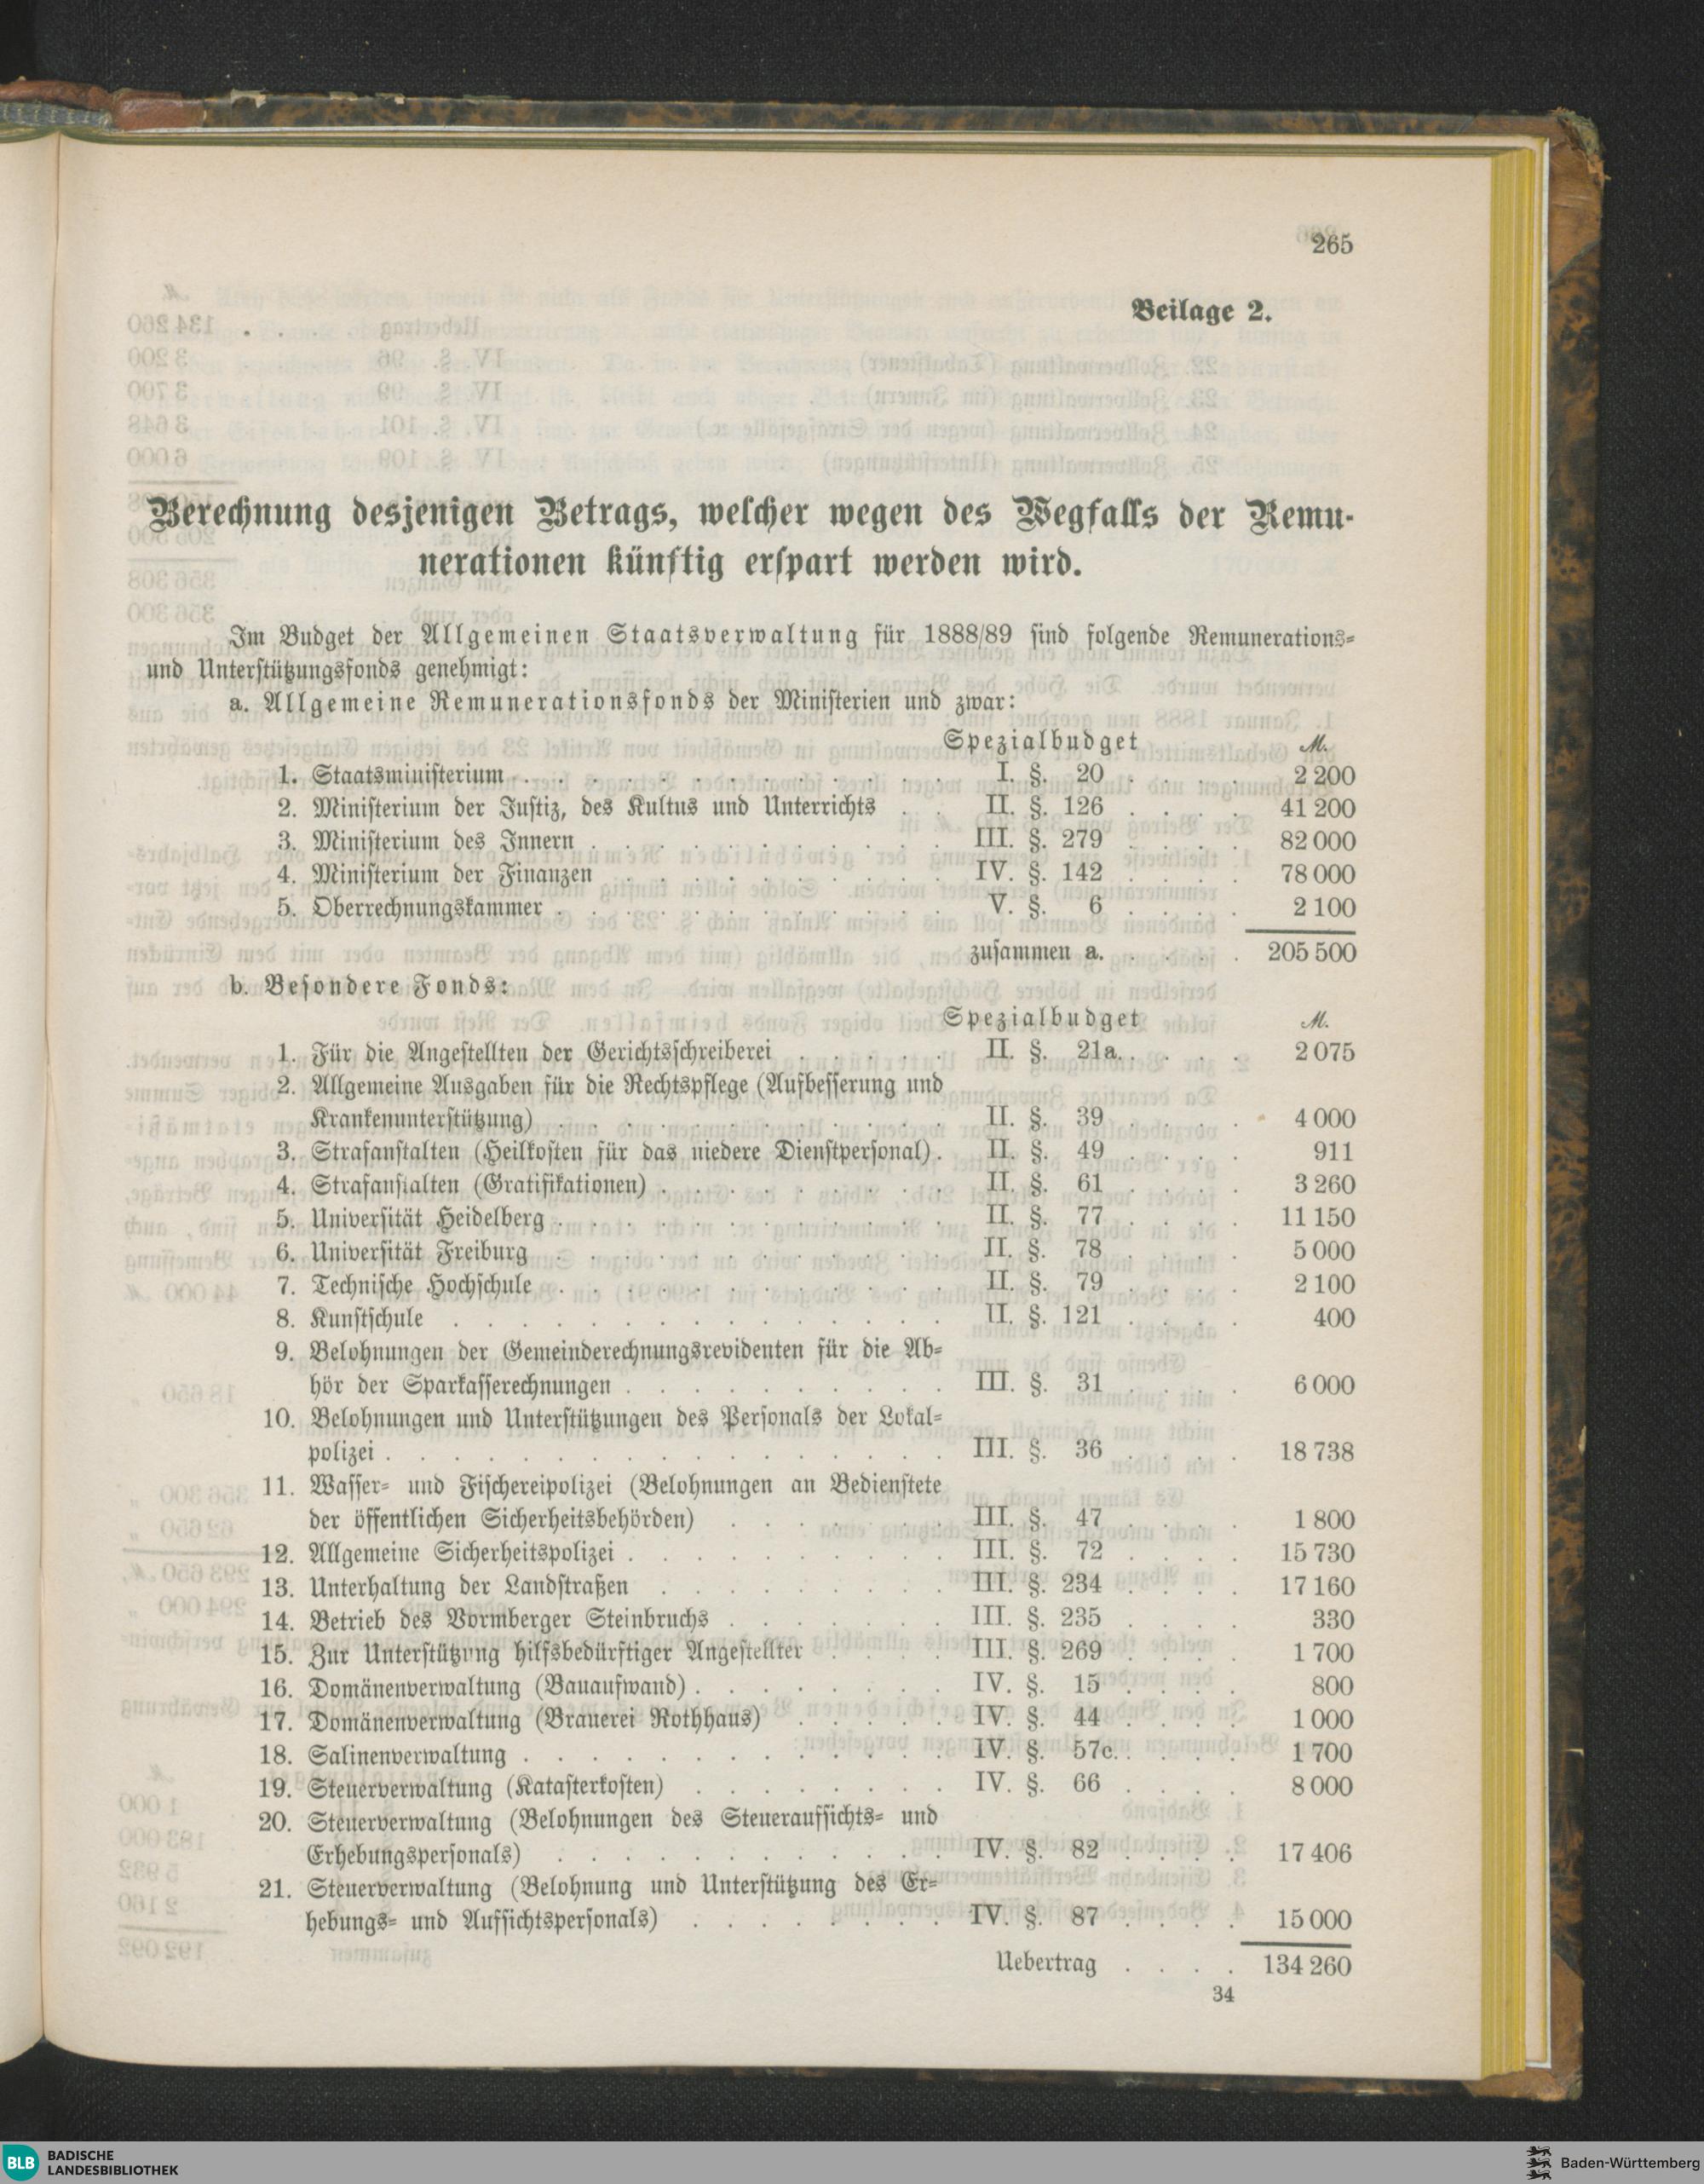 265
Beilage 2.
Berechnung desjenigen Betrags, welcher wegen des Wegfalls der Remu-
nerationen künftig erspart werden wird.
Im Budget der Allgemeinen Staatsverwaltung für 1888/89 sind folgende Remunerations-
und Unterstützungsfonds genehmigt:
a. Allgemeine Remunerationsfonds der Ministerien und zwar:
Spezialbudget M.
1. Staatsministerium . . . . . . . . . . . . . I. §. 20 . . . . 2 200
2. Ministerium der Justiz, des Kultus und Unterrichts . . II. §. 126 . . . . 41 200
3. Ministerium des Innern . . . . . . . . . . . III. §. 279 . . . . 82 000
4. Ministerium der Finanzen . . . . . . . . . . IV. §. 142 . . . . 78 000
5. Oberrechnungskammer . . . . . . . . . . . . V. §. 6 . . . . 2 100
zusammen a. . . . . 205 500
b. Besondere Fonds:
Spezialbudget M.
1. Für die Angestellten der Gerichtsschreiberei . . . . . II. §. 21a. . . . . 2 075
2. Allgemeine Ausgaben für die Rechtspflege (Aufbesserung und
Krankenunterstützung) . . . . . . . . . . . . II. §. 39 . . . . 4 000
3. Strafanstalten (Heilkosten für das niedere Dienstpersonal) . II. §. 49 . . . . 911
4. Strafanstalten (Gratifikationen) . . . . . . . . . II. §. 61 . . . . 3 260
5. Universität Heidelberg . . . . . . . . . . . . II. §. 77 . . . . 11 150
6. Universität Freiburg . . . . . . . . . . . . II. §. 78 . . . . 5 000
7. Technische Hochschule . . . . . . . . . . . . II. §. 79 . . . . 2 100
8. Kunstschule . . . . . . . . . . . . . . . II. §. 121 . . . . 400
9. Belohnungen der Gemeinderechnungsrevidenten für die Ab-
hör der Sparkasserechnungen . . . . . . . . . . III. §. 31 . . . . 6 000
10. Belohnungen und Unterstützungen des Personals der Lokal-
polizei . . . . . . . . . . . . . . . . . III. §. 36 . . . . 18 738
11. Wasser- und Fischereipolizei (Belohnungen an Bedienstete
der öffentlichen Sicherheitsbehörden) . . . . . . . III. §. 47 . . . . 1 800
12. Allgemeine Sicherheitspolizei . . . . . . . . . . III. §. 72 . . . . 15 730
13. Unterhaltung der Landstraßen . . . . . . . . . III. §. 234 . . . . 17 160
14. Betrieb des Vormberger Steinbruchs . . . . . . . III. §. 235 . . . . 330
15. Zur Unterstützung hilfsbedürftiger Angestellter . . . . III. §. 269 . . . . 1 700
16. Domänenverwaltung (Bauaufwand) . . . . . . . . IV. §. 15 . . . . 800
17. Domänenverwaltung (Brauerei Rothhaus) . . . . . IV. §. 44 . . . . 1 000
18. Salinenverwaltung . . . . . . . . . . . . . IV. §. 57c. . . . . 1 700
19. Steuerverwaltung (Katasterkosten) . . . . . . . . IV. §. 66 . . . . 8 000
20. Steuerverwaltung (Belohnungen des Steueraufsichts- und
Erhebungspersonals) . . . . . . . . . . . . IV. §. 82 . . . . 17 406
21. Steuerverwaltung (Belohnung und Unterstützung des Er-
hebungs- und Aufsichtspersonals) . . . . . . . . IV. §. 87 . . . . 15 000
Uebertrag . . . . 134 260
34
BLB BADISCHE
LANDESBIBLIOTHEK
Baden-Württemberg